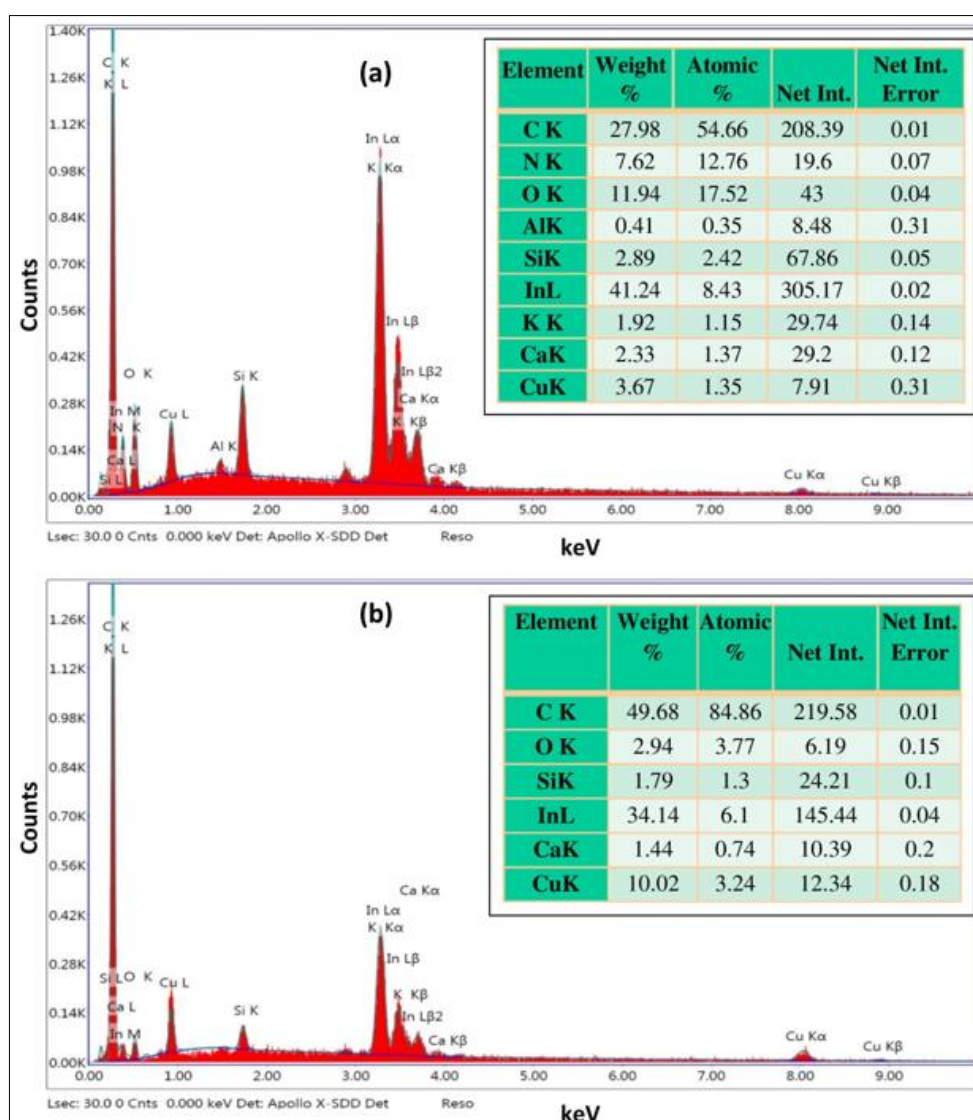 (a)
Counts
1.40K
1.26K
1.12K
0.98K
0.84K
0.70K
0.56K
0.42K
0.28K
0.14K
0.00K
C K
K L
O K
In M
N K
Ca L
Si L
Cu L
Al K
Si K
In Lα
K Kα
In Lβ
In Lβ2
Ca Kα
K Kβ
Ca Kβ
Cu Kα
Cu Kβ
0.00 1.00 2.00 3.00 4.00 5.00 6.00 7.00 8.00 9.00
Lsec: 30.0 0 Cnts 0.000 keV Det: Apollo X-SDD Det Reso
keV
Element Weight % Atomic % Net Int. Net Int. Error
C K 27.98 54.66 208.39 0.01
N K 7.62 12.76 19.6 0.07
O K 11.94 17.52 43 0.04
AlK 0.41 0.35 8.48 0.31
SiK 2.89 2.42 67.86 0.05
InL 41.24 8.43 305.17 0.02
K K 1.92 1.15 29.74 0.14
CaK 2.33 1.37 29.2 0.12
CuK 3.67 1.35 7.91 0.31
(b)
Counts
1.26K
1.12K
0.98K
0.84K
0.70K
0.56K
0.42K
0.28K
0.14K
0.00K
C K
K L
Si L O K
Ca L
In M
Cu L
Si K
Ca Kα
In Lα
K Kα
In Lβ
K Kβ
In Lβ2
Ca Kβ
Cu Kα
Cu Kβ
0.00 1.00 2.00 3.00 4.00 5.00 6.00 7.00 8.00 9.00
Lsec: 30.0 0 Cnts 0.000 keV Det: Apollo X-SDD Det Reso
keV
Element Weight % Atomic % Net Int. Net Int. Error
C K 49.68 84.86 219.58 0.01
O K 2.94 3.77 6.19 0.15
SiK 1.79 1.3 24.21 0.1
InL 34.14 6.1 145.44 0.04
CaK 1.44 0.74 10.39 0.2
CuK 10.02 3.24 12.34 0.18